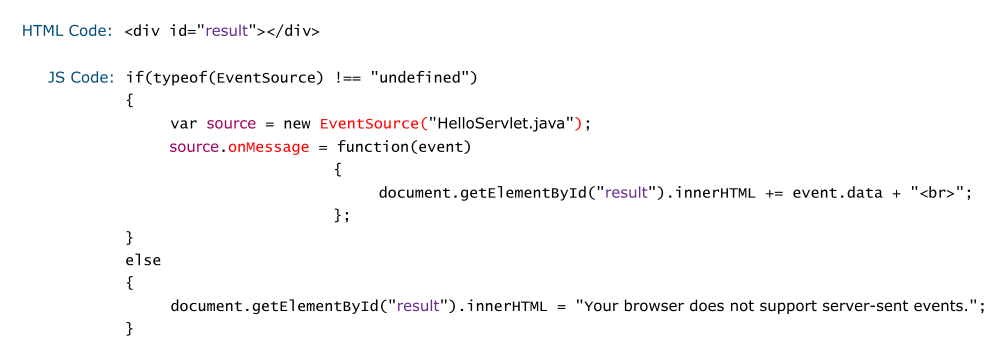 HTML Code: <div id="result"></div>
JS Code: if(typeof(EventSource) !== "undefined")
{
var source = new EventSource("HelloServlet.java");
source.onMessage = function(event)
{
document.getElementById("result").innerHTML += event.data + "<br>";
};
}
else
{
document.getElementById("result").innerHTML = "Your browser does not support server-sent events.";
}